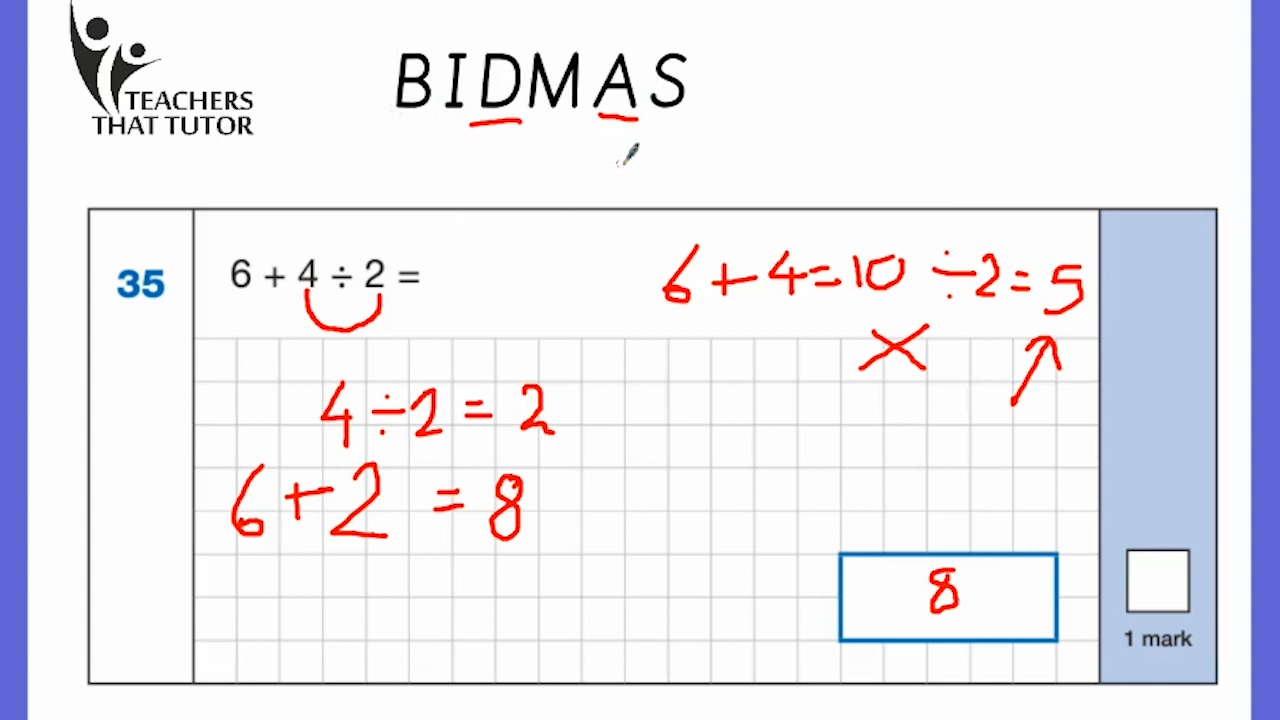 TEACHERS
THAT TUTOR
BIDMAS
35
6 + 4 ÷ 2 =
6 + 4 = 10 ÷ 2 = 5
4 ÷ 2 = 2
6 + 2 = 8
8
1 mark